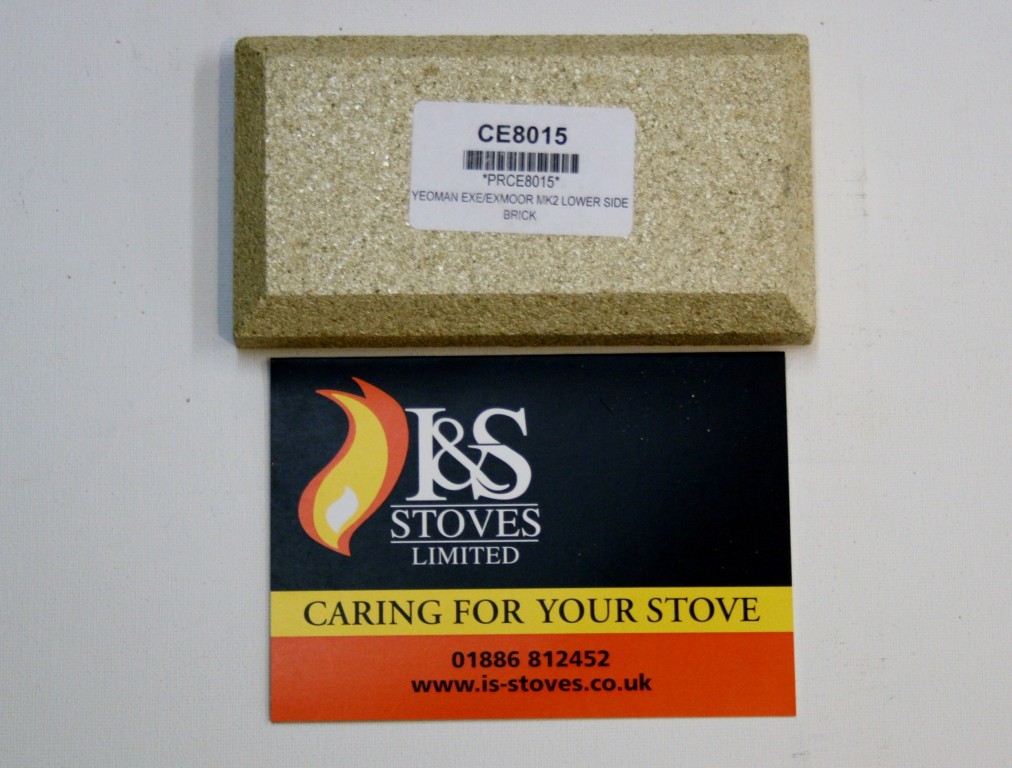 CE8015
*PRCE8015*
YEOMAN EXE/EXMOOR MK2 LOWER SIDE
BRICK
I&S
STOVES
LIMITED
CARING FOR YOUR STOVE
01886 812452
www.is-stoves.co.uk